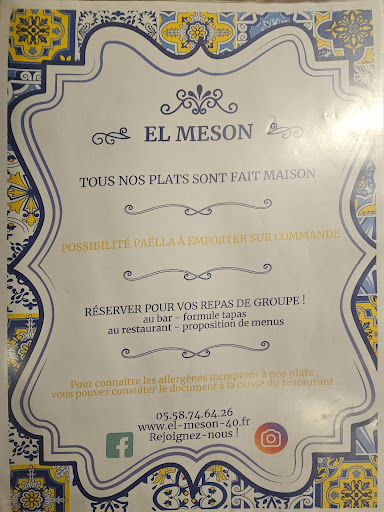 EL MESON
TOUS NOS PLATS SONT FAIT MAISON
POSSIBILITÉ PAËLLA À EMPORTER SUR COMMANDE
RÉSERVER POUR VOS REPAS DE GROUPE !
au bar - formule tapas
au restaurant - proposition de menus
Pour connaitre les allergènes incorporés à nos plats ,
vous pouvez consulter le document à la caisse du restaurant
05.58.74.64.26
www.el-meson-40.fr
Rejoignez-nous !